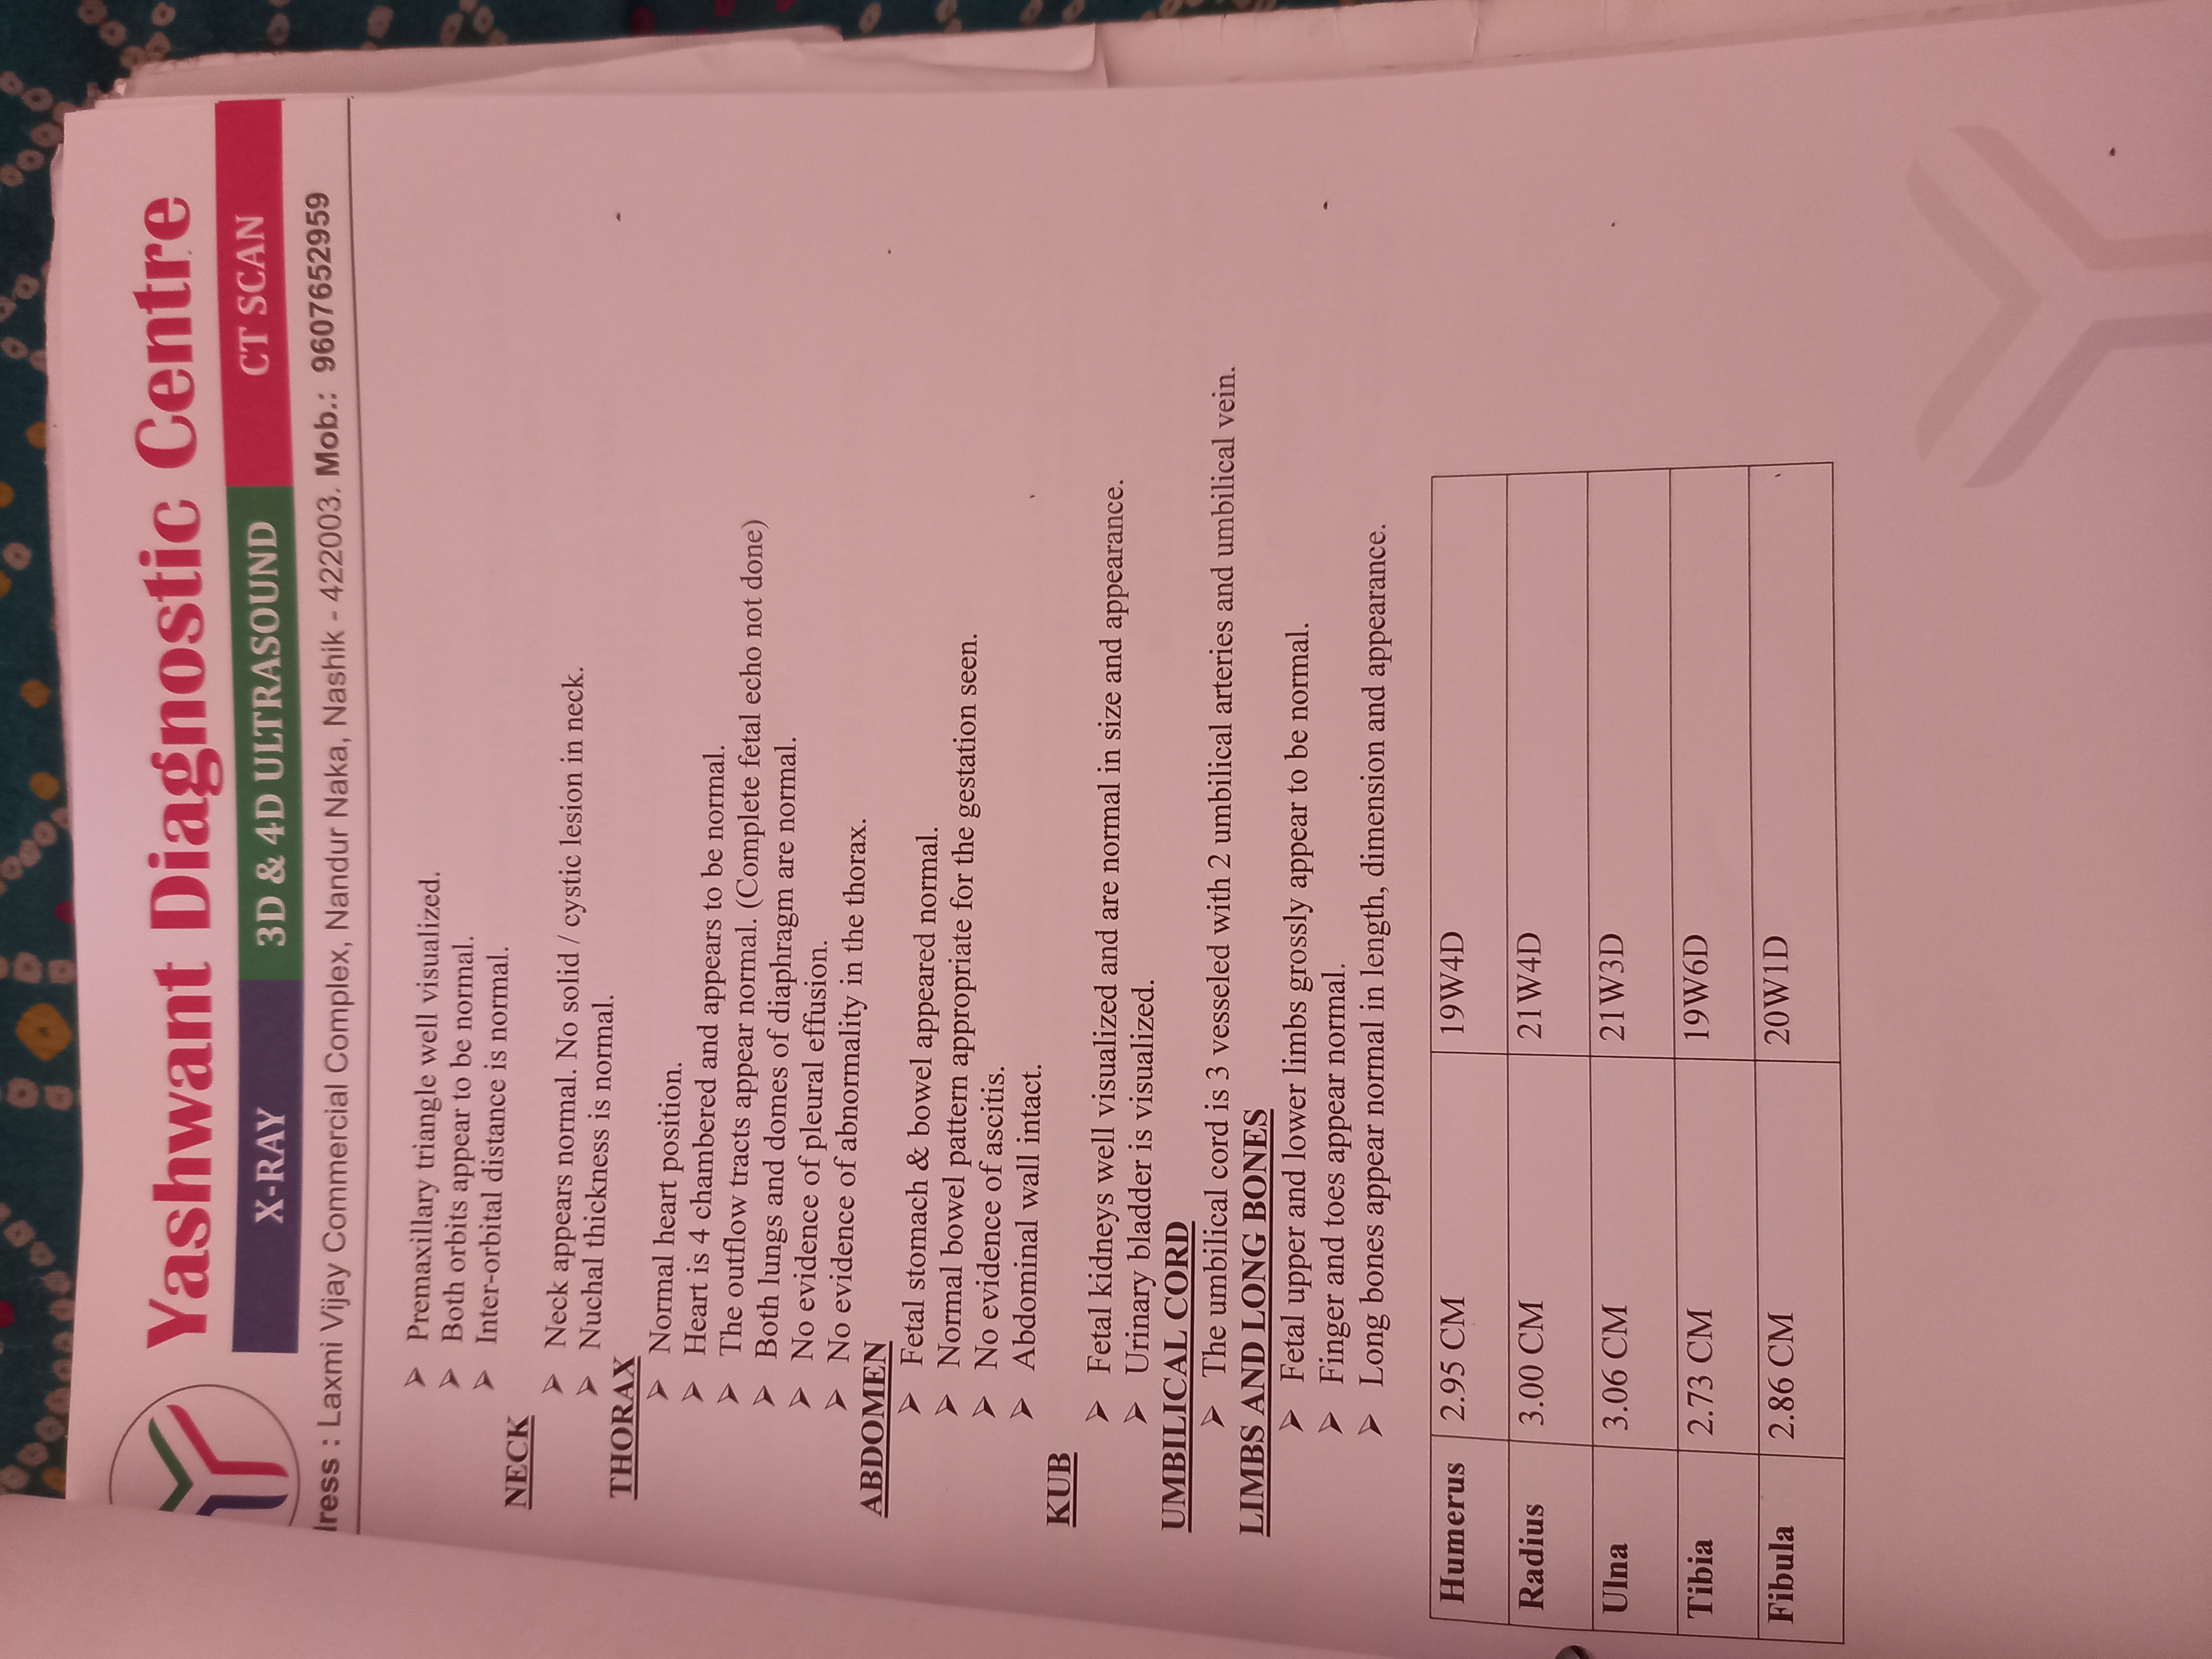 Yashwant Diagnostic Centre
X-RAY 3D & 4D ULTRASOUND CT SCAN
dress : Laxmi Vijay Commercial Complex, Nandur Naka, Nashik - 422003. Mob.: 9607652959
➢ Premaxillary triangle well visualized.
➢ Both orbits appear to be normal.
➢ Inter-orbital distance is normal.
NECK
➢ Neck appears normal. No solid / cystic lesion in neck.
➢ Nuchal thickness is normal.
THORAX
➢ Normal heart position.
➢ Heart is 4 chambered and appears to be normal.
➢ The outflow tracts appear normal. (Complete fetal echo not done)
➢ Both lungs and domes of diaphragm are normal.
➢ No evidence of pleural effusion.
➢ No evidence of abnormality in the thorax.
ABDOMEN
➢ Fetal stomach & bowel appeared normal.
➢ Normal bowel pattern appropriate for the gestation seen.
➢ No evidence of ascitis.
➢ Abdominal wall intact.
KUB
➢ Fetal kidneys well visualized and are normal in size and appearance.
➢ Urinary bladder is visualized.
UMBILICAL CORD
➢ The umbilical cord is 3 vesseled with 2 umbilical arteries and umbilical vein.
LIMBS AND LONG BONES
➢ Fetal upper and lower limbs grossly appear to be normal.
➢ Finger and toes appear normal.
➢ Long bones appear normal in length, dimension and appearance.
Humerus 2.95 CM 19W4D
Radius 3.00 CM 21W4D
Ulna 3.06 CM 21W3D
Tibia 2.73 CM 19W6D
Fibula 2.86 CM 20W1D